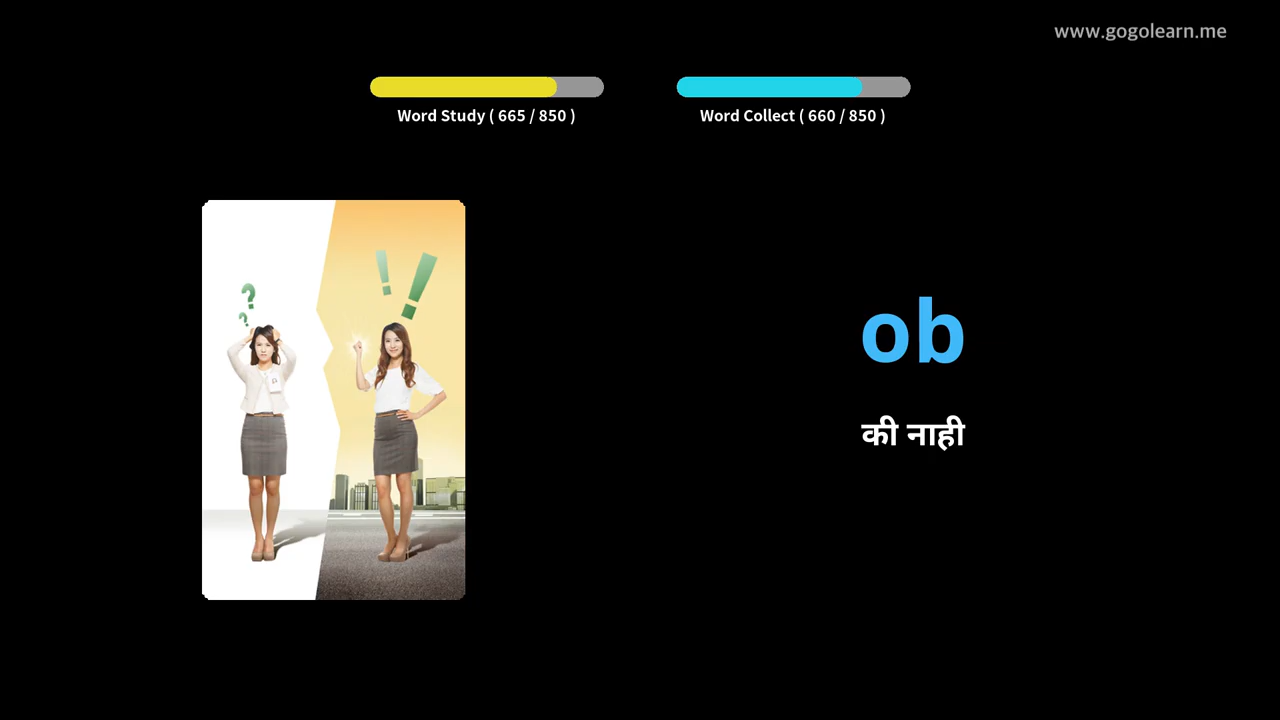 www.gogolearn.me
Word Study ( 665 / 850 )
Word Collect ( 660 / 850 )
? !!
?
ob
की नाही